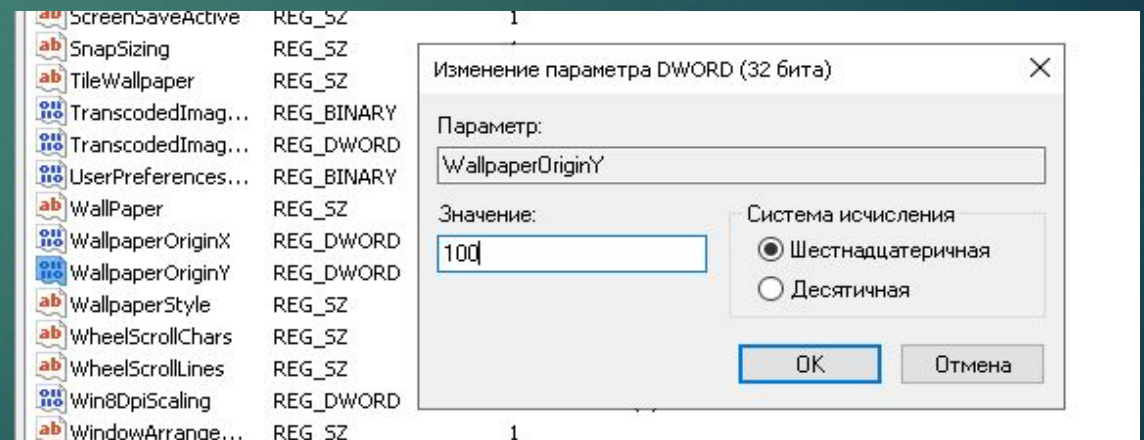 ScreenSaveActive REG_SZ 1
SnapSizing REG_SZ
TileWallpaper REG_SZ
TranscodedImag... REG_BINARY
TranscodedImag... REG_DWORD
UserPreferences... REG_BINARY
WallPaper REG_SZ
WallpaperOriginX REG_DWORD
WallpaperOriginY REG_DWORD
WallpaperStyle REG_SZ
WheelScrollChars REG_SZ
WheelScrollLines REG_SZ
Win8DpiScaling REG_DWORD
WindowArrange... REG_SZ 1
Изменение параметра DWORD (32 бита)
Параметр:
WallpaperOriginY
Значение:
100
Система исчисления
Шестнадцатеричная
Десятичная
OK Отмена